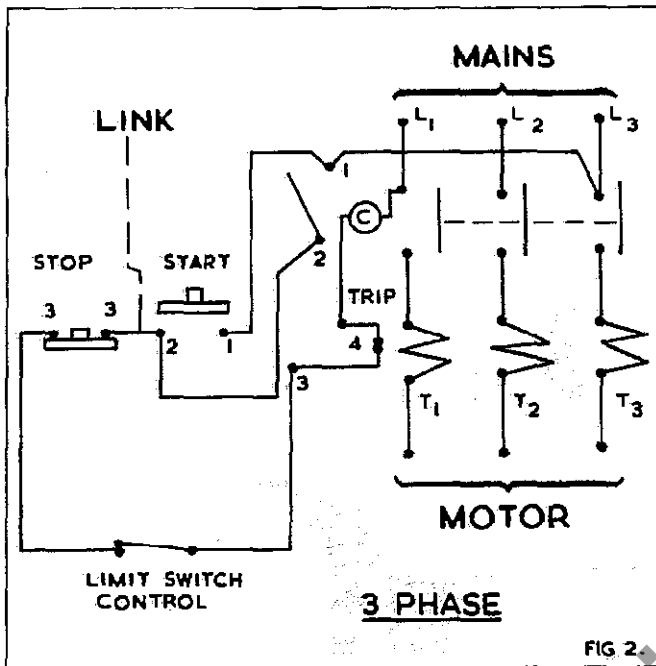 MAINS
LINK
L1
L2
L3
1
C
2
STOP
START
TRIP
3
3
2
1
4
3
T1
T2
T3
MOTOR
LIMIT SWITCH
CONTROL
3 PHASE
FIG 2.